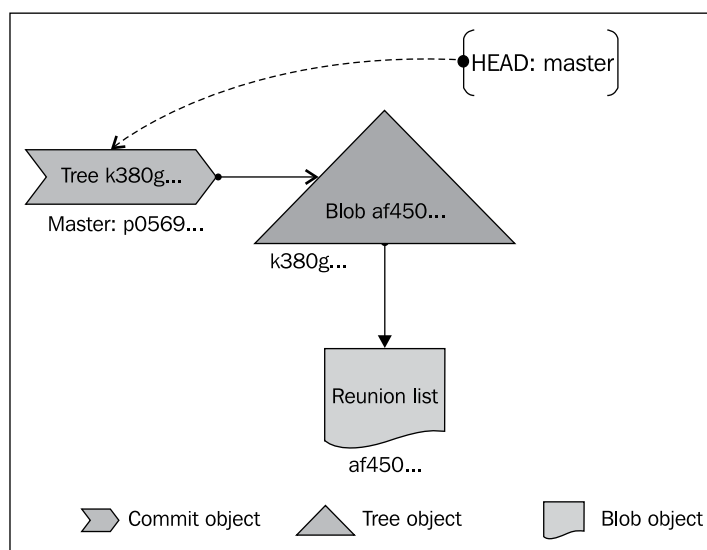 HEAD: master
Tree k380g...
Master: p0569...
Blob af450...
k380g...
Reunion list
af450...
Commit object
Tree object
Blob object